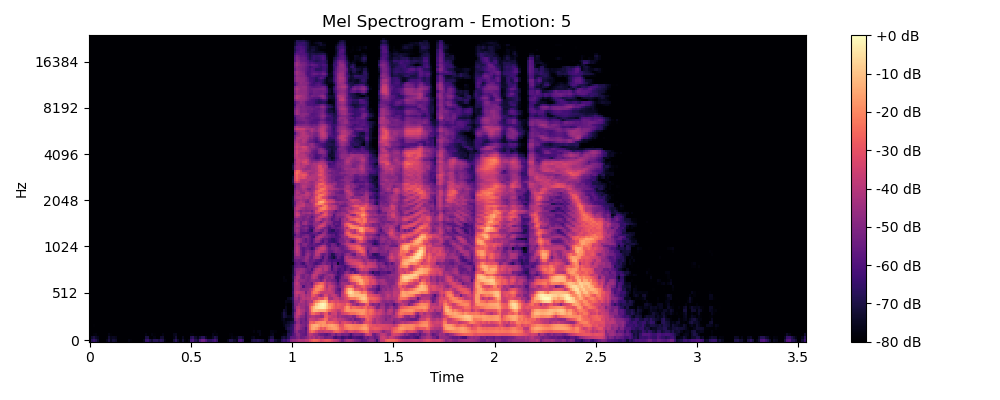 Mel Spectrogram - Emotion: 5
Hz
16384
8192
4096
2048
1024
512
0
0 0.5 1 1.5 2 2.5 3 3.5
Time
+0 dB
-10 dB
-20 dB
-30 dB
-40 dB
-50 dB
-60 dB
-70 dB
-80 dB